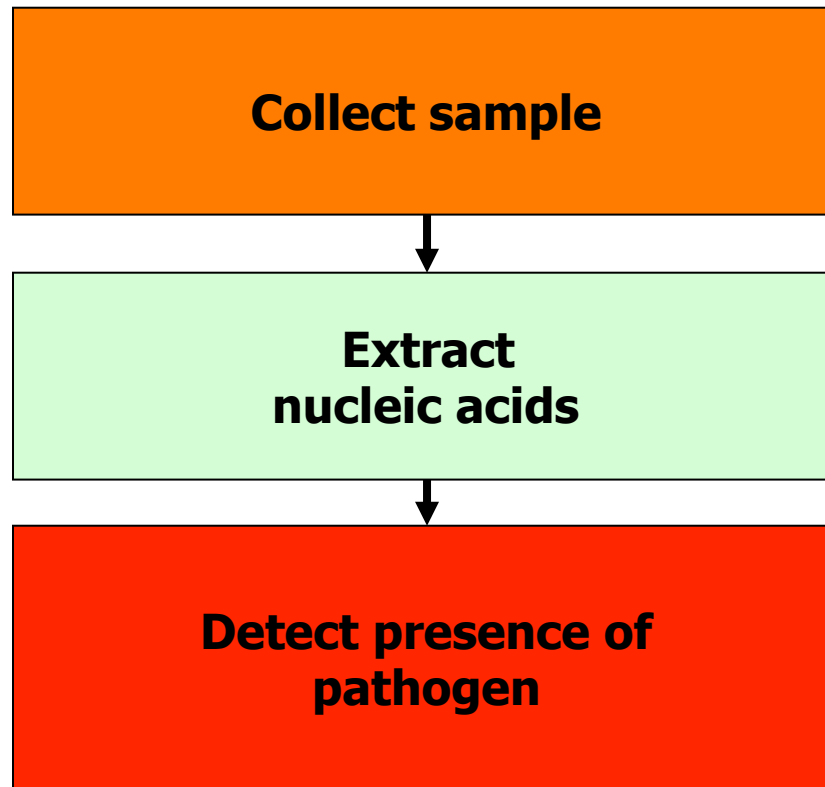 Collect sample
Extract
nucleic acids
Detect presence of
pathogen